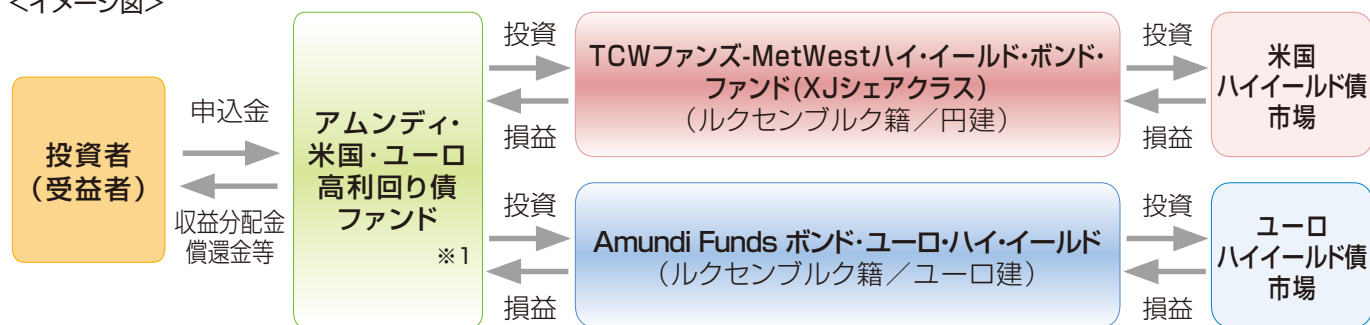 <イメージ図>
投資者
(受益者)
申込金
収益分配金
償還金等
アムンディ・
米国・ユーロ
高利回り債
ファンド
※1
投資
損益
TCWファンズ-MetWestハイ・イールド・ボンド・
ファンド(XJシェアクラス)
(ルクセンブルク籍／円建)
投資
損益
米国
ハイイールド債
市場
投資
損益
Amundi Funds ボンド・ユーロ・ハイ・イールド
(ルクセンブルク籍／ユーロ建)
投資
損益
ユーロ
ハイイールド債
市場